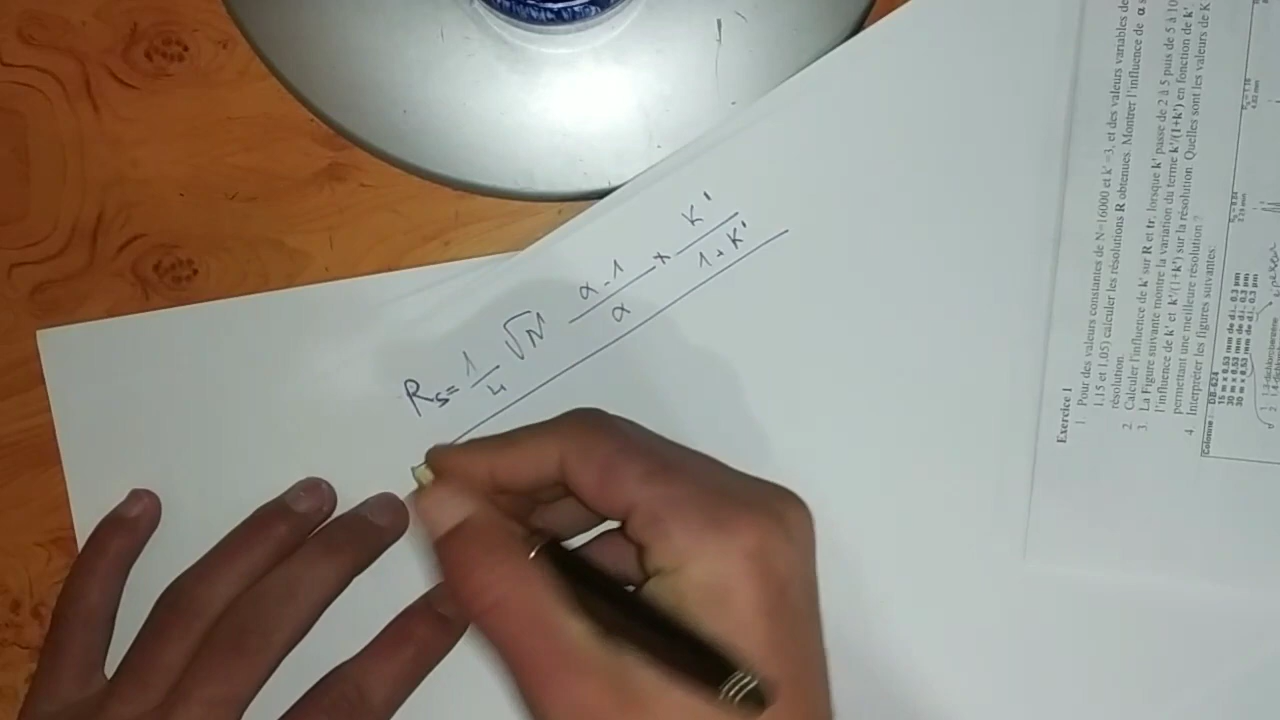 Rs = 1/4 √N α-1/α × K'/1+K'
Exercice 1
1. Pour des valeurs constantes de N=16000 et k'=3, et des valeurs variables de
1,15 et 1,05) calculer les résolutions R obtenues. Montrer l'influence de α s
résolution.
2. Calculer l'influence de k' sur R et tr, lorsque k' passe de 2 à 5 puis de 5 à 10
3. La Figure suivante montre la variation du terme k'/(1+k') en fonction de k'
l'influence de k' et k'/(1+k') sur la résolution. Quelles sont les valeurs de K
permettant une meilleure résolution ?
4. Interpréter les figures suivantes:
Colonne: DB-624
15 m x 0.53 mm de d.i.
30 m x 0.53 mm de d.i. 0.3 µm
30 m x 0.53 mm de d.i. 0.3 µm